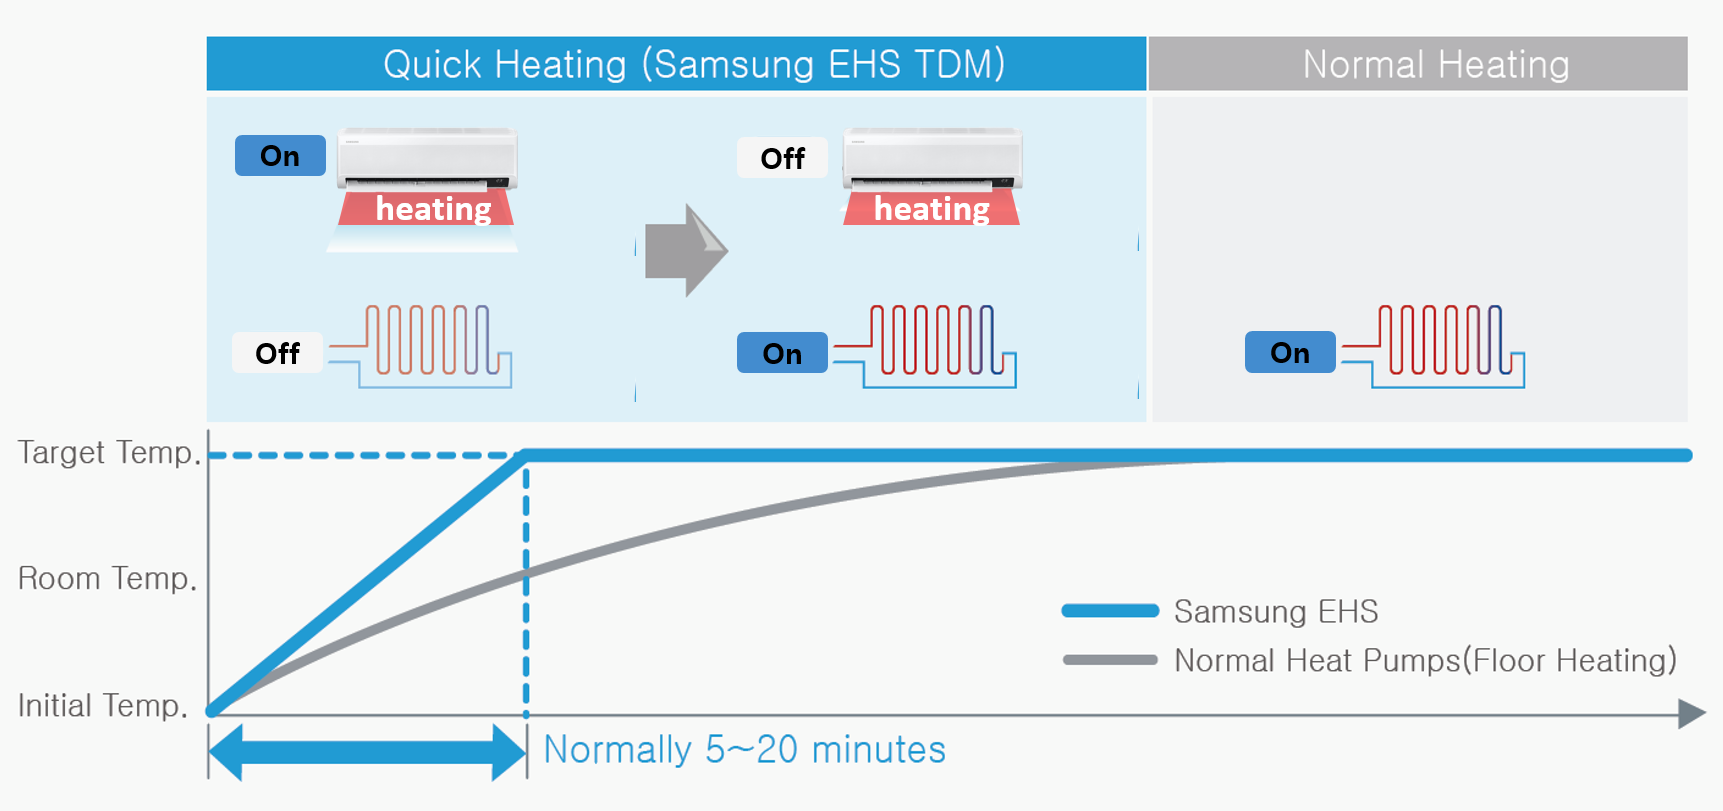 Quick Heating (Samsung EHS TDM)
Normal Heating
On
heating
Off
heating
Off
On
On
Target Temp.
Room Temp.
Initial Temp.
Samsung EHS
Normal Heat Pumps(Floor Heating)
Normally 5~20 minutes